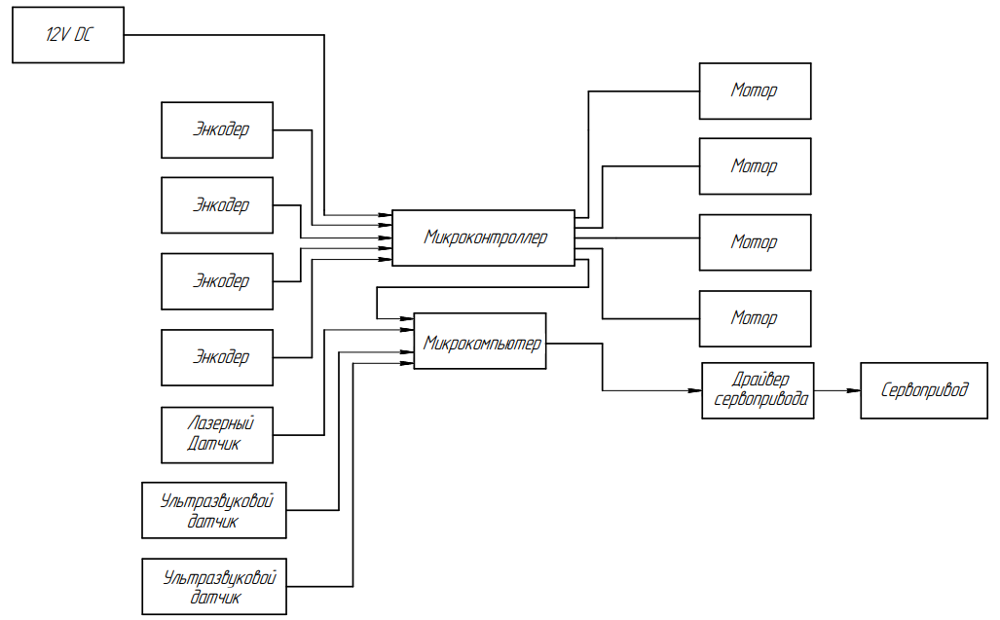 12V DC
Энкодер
Энкодер
Энкодер
Энкодер
Лазерный
Датчик
Ультразвуковой
датчик
Ультразвуковой
датчик
Микроконтроллер
Микрокомпьютер
Мотор
Мотор
Мотор
Мотор
Драйвер
сервопривода
Сервопривод